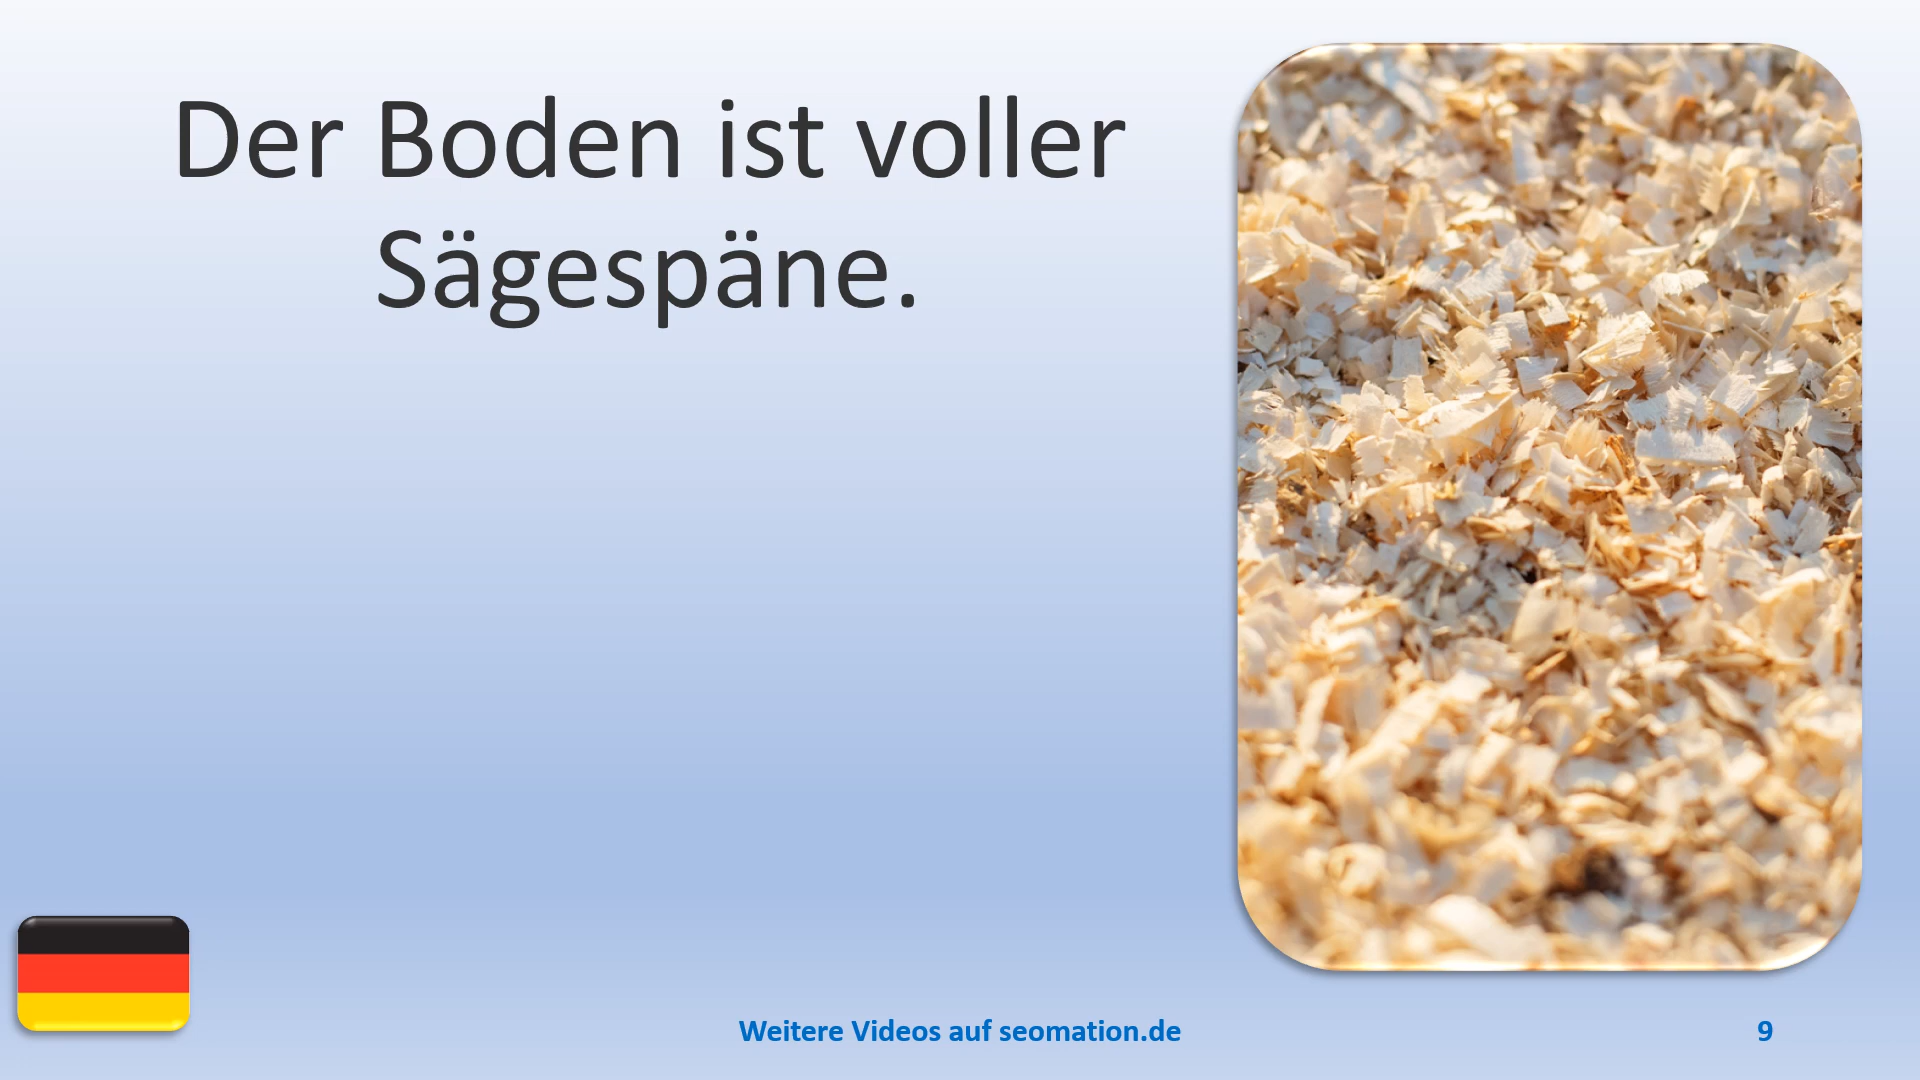 Der Boden ist voller
Sägespäne.
Weitere Videos auf seomation.de
9